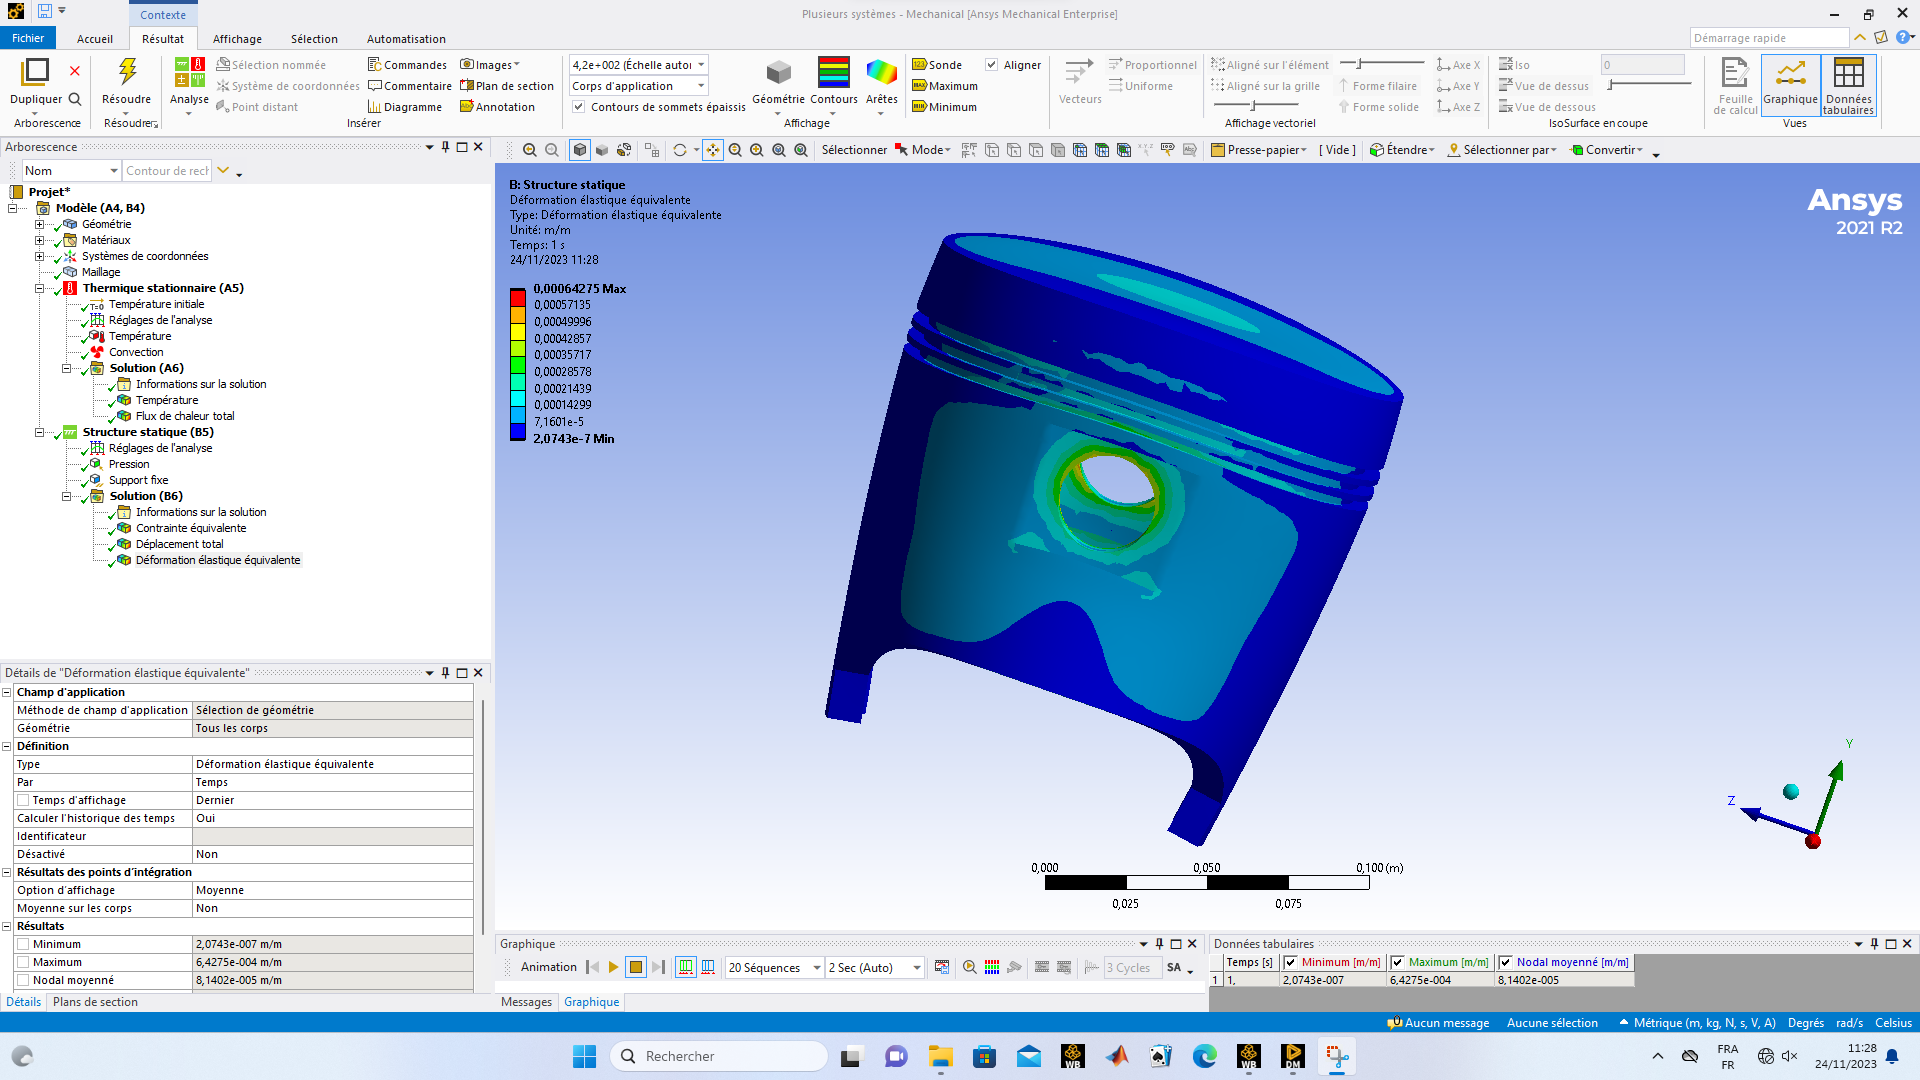 Contexte
Plusieurs systèmes - Mechanical [Ansys Mechanical Enterprise]
Fichier
Accueil
Résultat
Affichage
Sélection
Automatisation
Démarrage rapide
Dupliquer
Arborescence
Résoudre
Résoudre
Analyse
Sélection nommée
Système de coordonnées
Point distant
Commandes
Commentaire
Diagramme
Images
Plan de section
Annotation
Insérer
4,2e+002 (Échelle autor
Corps d'application
Contours de sommets épaissis
Géométrie
Contours
Arêtes
Affichage
Sonde
Maximum
Minimum
Aligner
Vecteurs
Proportionnel
Uniforme
Aligné sur l'élément
Aligné sur la grille
Forme filaire
Forme solide
Axe X
Axe Y
Axe Z
Affichage vectoriel
Iso
Vue de dessus
Vue de dessous
0
IsoSurface en coupe
Feuille de calcul
Graphique
Données tabulaires
Vues
Arborescence
Nom
Contour de rech
Sélectionner
Mode
Presse-papier
[ Vide ]
Étendre
Sélectionner par
Convertir
Projet*
Modèle (A4, B4)
Géométrie
Matériaux
Systèmes de coordonnées
Maillage
Thermique stationnaire (A5)
Température initiale
Réglages de l'analyse
Température
Convection
Solution (A6)
Informations sur la solution
Température
Flux de chaleur total
Structure statique (B5)
Réglages de l'analyse
Pression
Support fixe
Solution (B6)
Informations sur la solution
Contrainte équivalente
Déplacement total
Déformation élastique équivalente
B: Structure statique
Déformation élastique équivalente
Type: Déformation élastique équivalente
Unité: m/m
Temps: 1 s
24/11/2023 11:28
0,00064275 Max
0,00057135
0,00049996
0,00042857
0,00035717
0,00028578
0,00021439
0,00014299
7,1601e-5
2,0743e-7 Min
Ansys
2021 R2
Y
Z
0,000
0,050
0,100 (m)
0,025
0,075
Détails de "Déformation élastique équivalente"
Champ d'application
Méthode de champ d'application Sélection de géométrie
Géométrie Tous les corps
Définition
Type Déformation élastique équivalente
Par Temps
Temps d'affichage Dernier
Calculer l'historique des temps Oui
Identificateur
Désactivé Non
Résultats des points d'intégration
Option d'affichage Moyenne
Moyenne sur les corps Non
Résultats
Minimum 2,0743e-007 m/m
Maximum 6,4275e-004 m/m
Nodal moyenné 8,1402e-005 m/m
Détails
Plans de section
Graphique
Animation
20 Séquences
2 Sec (Auto)
3 Cycles
SA
Messages
Graphique
Données tabulaires
Temps [s] Minimum [m/m] Maximum [m/m] Nodal moyenné [m/m]
1 1, 2,0743e-007 6,4275e-004 8,1402e-005
Aucun message
Aucune sélection
Métrique (m, kg, N, s, V, A)
Degrés
rad/s
Celsius
Rechercher
WB
WB
DM
FRA
FR
11:28
24/11/2023